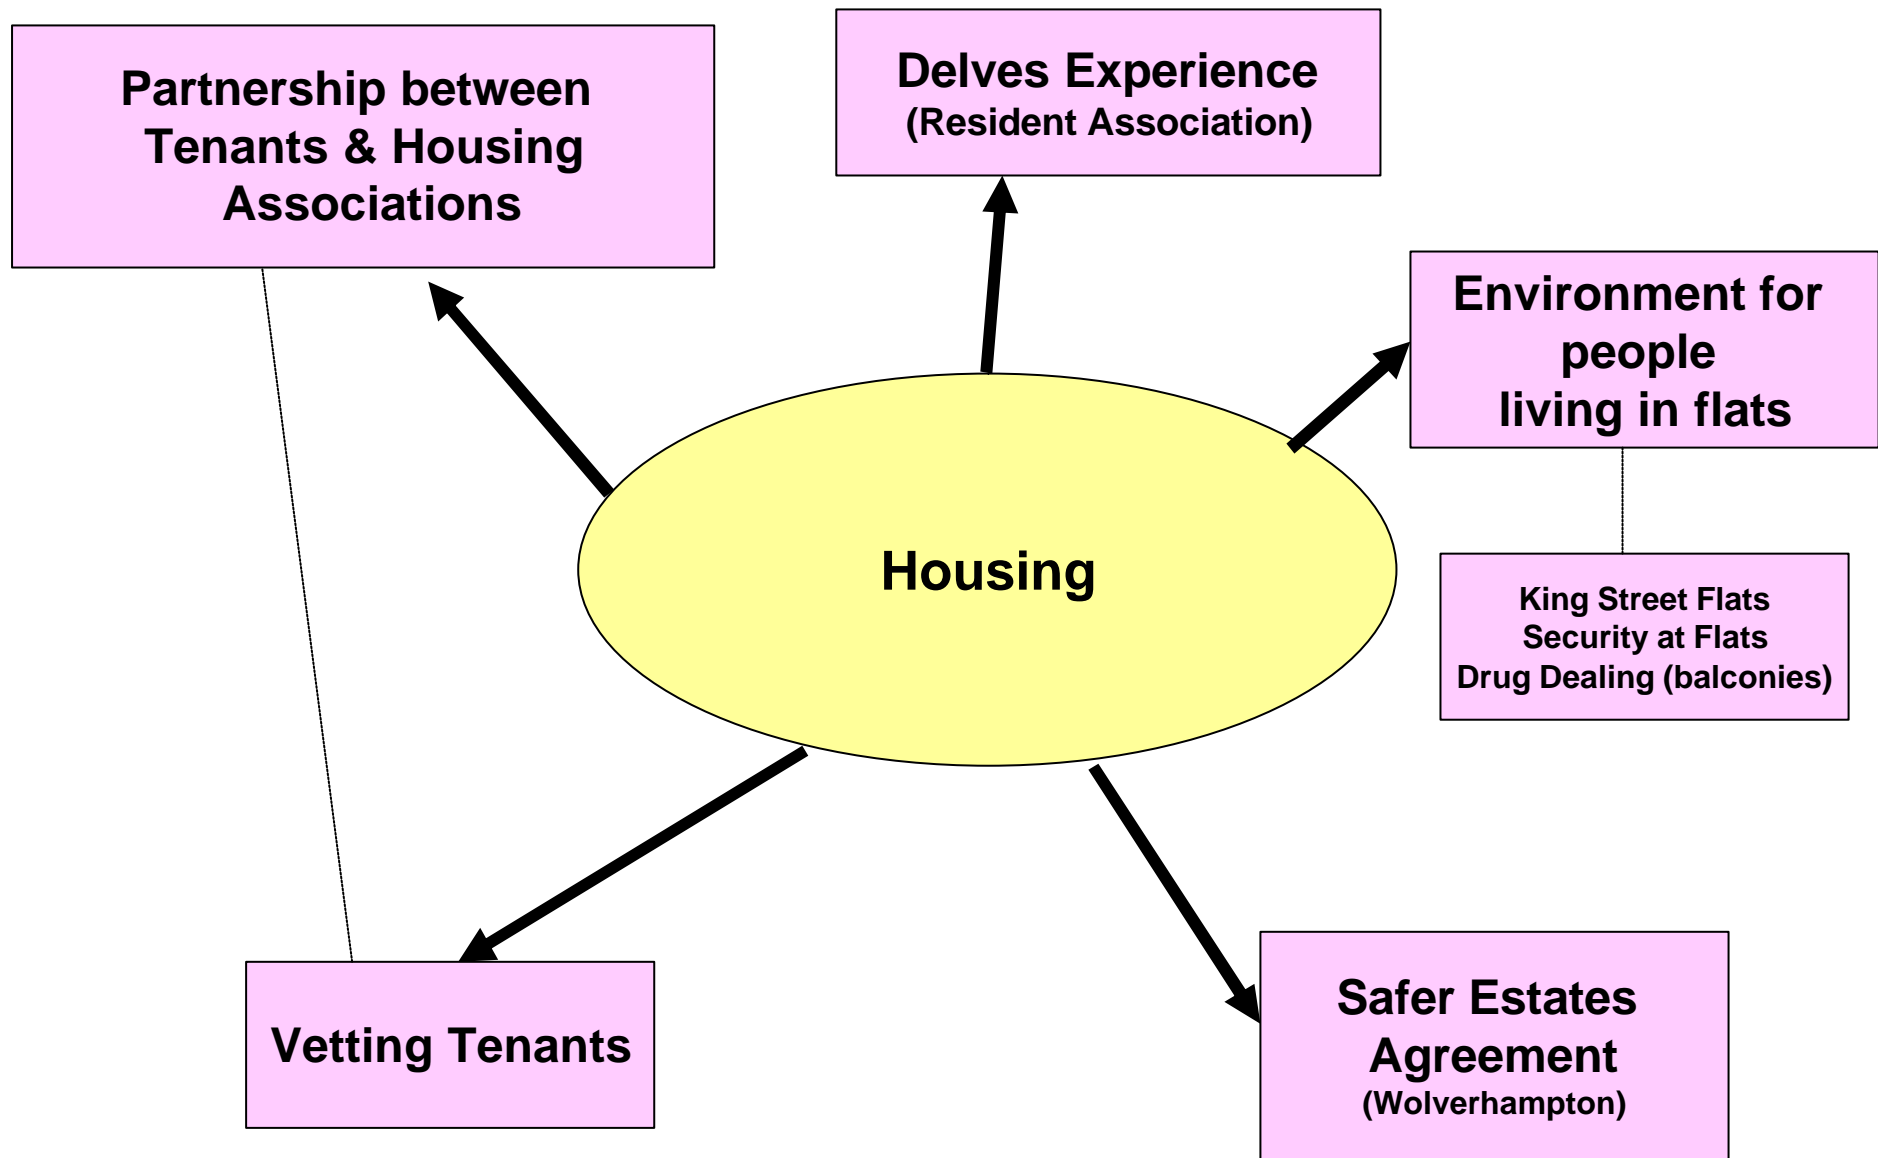 Partnership between
Tenants & Housing
Associations
Delves Experience
(Resident Association)
Environment for
people
living in flats
Housing
King Street Flats
Security at Flats
Drug Dealing (balconies)
Vetting Tenants
Safer Estates
Agreement
(Wolverhampton)